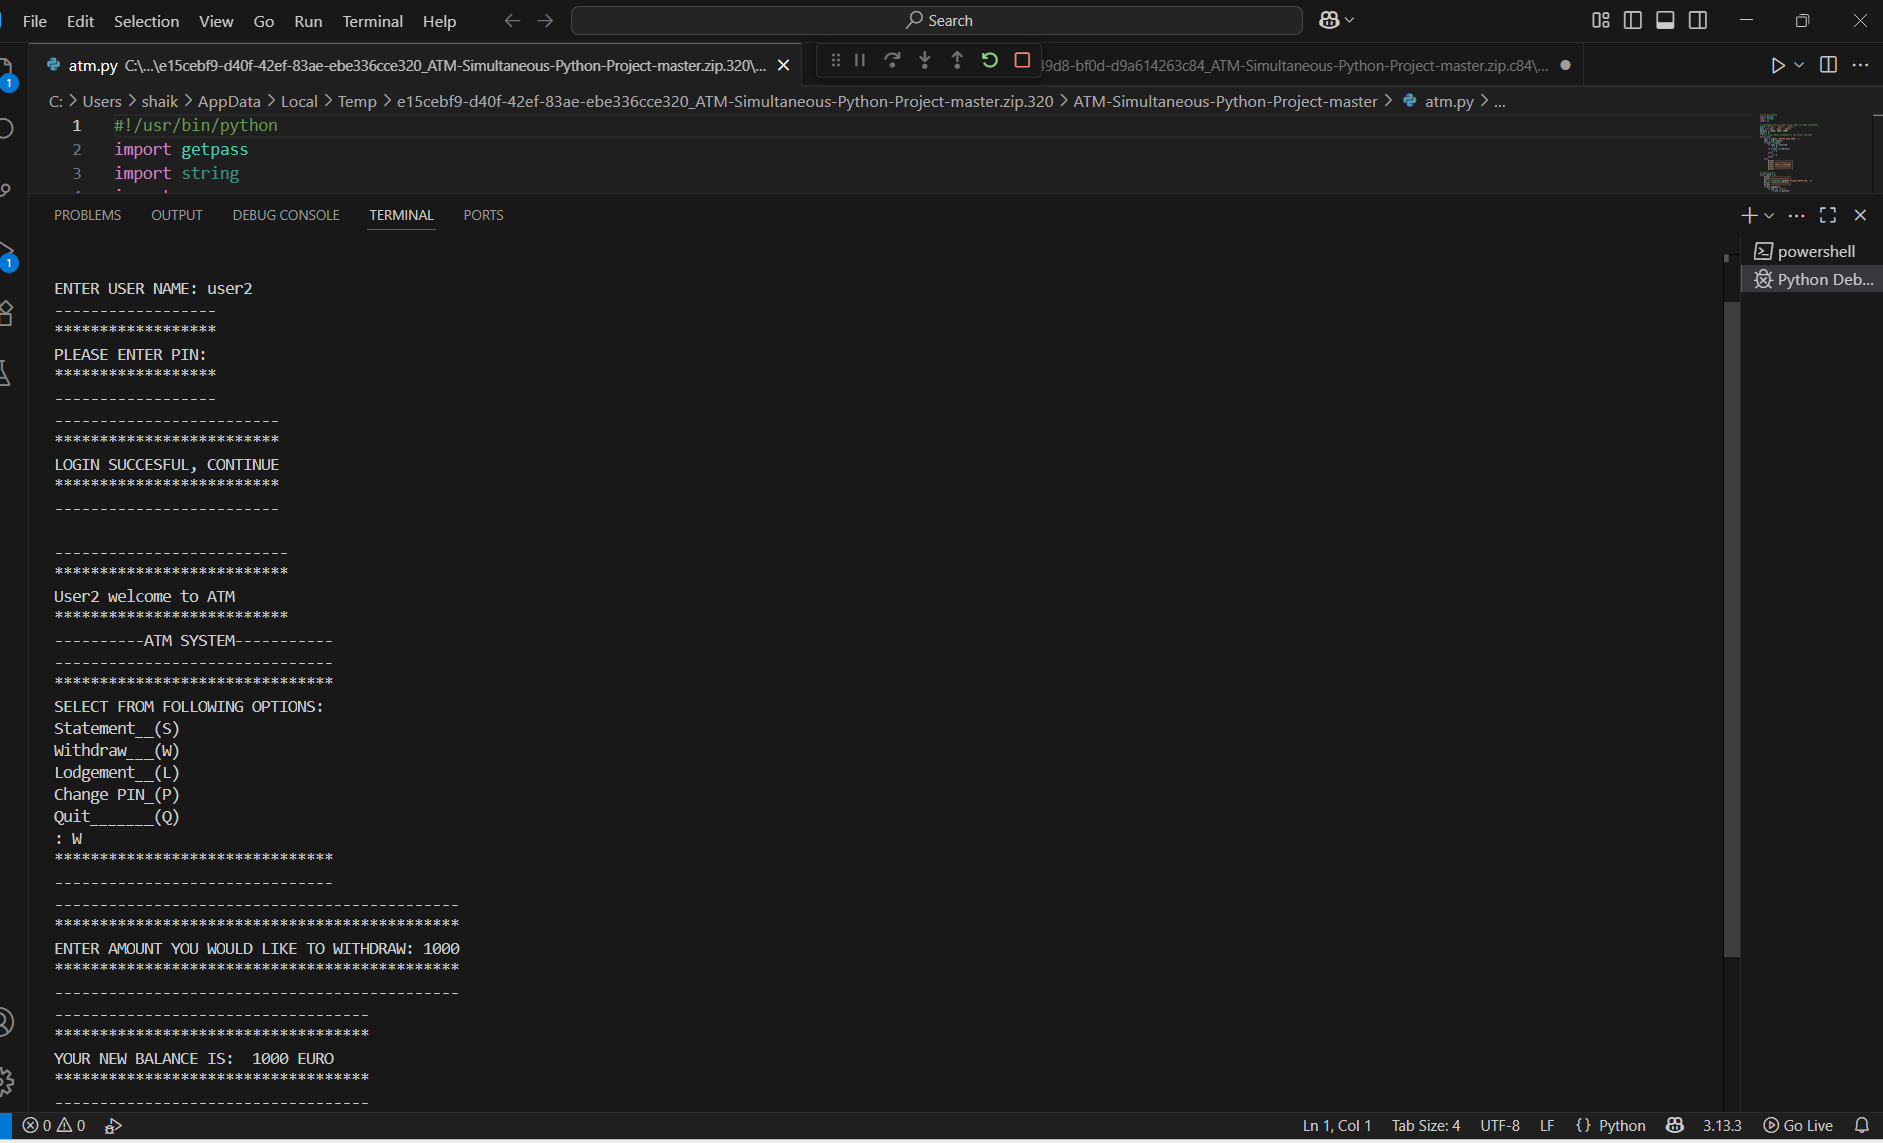 File Edit Selection View Go Run Terminal Help Search
atm.py C:\...\e15cebf9-d40f-42ef-83ae-ebe336cce320_ATM-Simultaneous-Python-Project-master.zip.320\... 9d8-bf0d-d9a614263c84_ATM-Simultaneous-Python-Project-master.zip.c84\...
C: > Users > shaik > AppData > Local > Temp > e15cebf9-d40f-42ef-83ae-ebe336cce320_ATM-Simultaneous-Python-Project-master.zip.320 > ATM-Simultaneous-Python-Project-master > atm.py > ...
1 #!/usr/bin/python
2 import getpass
3 import string
PROBLEMS OUTPUT DEBUG CONSOLE TERMINAL PORTS
powershell
Python Deb...
ENTER USER NAME: user2
------------------
******************
PLEASE ENTER PIN:
******************
------------------
-------------------------
*************************
LOGIN SUCCESFUL, CONTINUE
*************************
-------------------------
--------------------------
**************************
User2 welcome to ATM
**************************
----------ATM SYSTEM-----------
-------------------------------
*******************************
SELECT FROM FOLLOWING OPTIONS:
Statement__(S)
Withdraw___(W)
Lodgement__(L)
Change PIN_(P)
Quit_______(Q)
: W
*******************************
-------------------------------
---------------------------------------------
*********************************************
ENTER AMOUNT YOU WOULD LIKE TO WITHDRAW: 1000
*********************************************
---------------------------------------------
-----------------------------------
***********************************
YOUR NEW BALANCE IS:  1000 EURO
***********************************
-----------------------------------
0 0 Ln 1, Col 1 Tab Size: 4 UTF-8 LF {} Python 3.13.3 Go Live